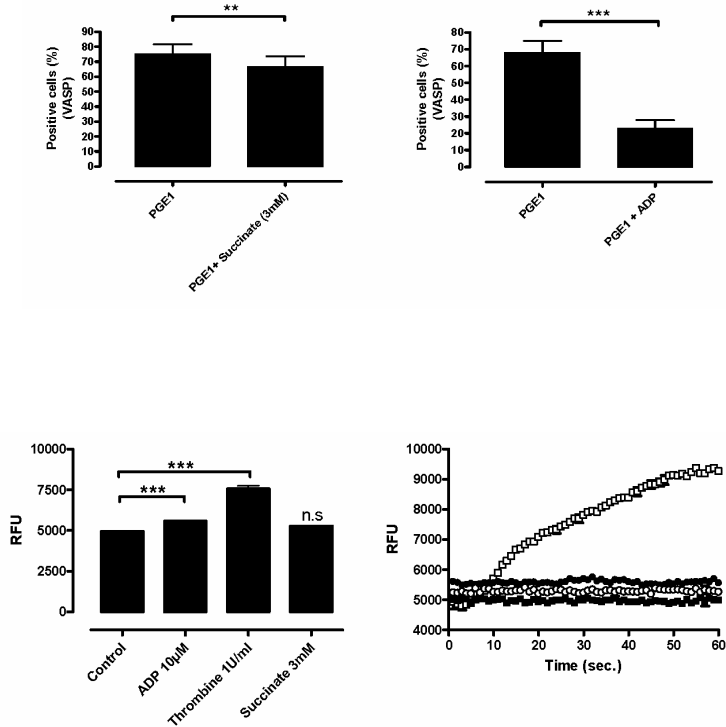 **
Positive cells (%)
(VASP)
90
80
70
60
50
40
30
20
10
0
PGE1
PGE1+ Succinate (3mM)
***
Positive cells (%)
(VASP)
80
70
60
50
40
30
20
10
0
PGE1
PGE1 + ADP
RFU
10000
7500
5000
2500
0
***
***
n.s
Control
ADP 10µM
Thrombine 1U/ml
Succinate 3mM
RFU
10000
9000
8000
7000
6000
5000
4000
0
10
20
30
40
50
60
Time (sec.)